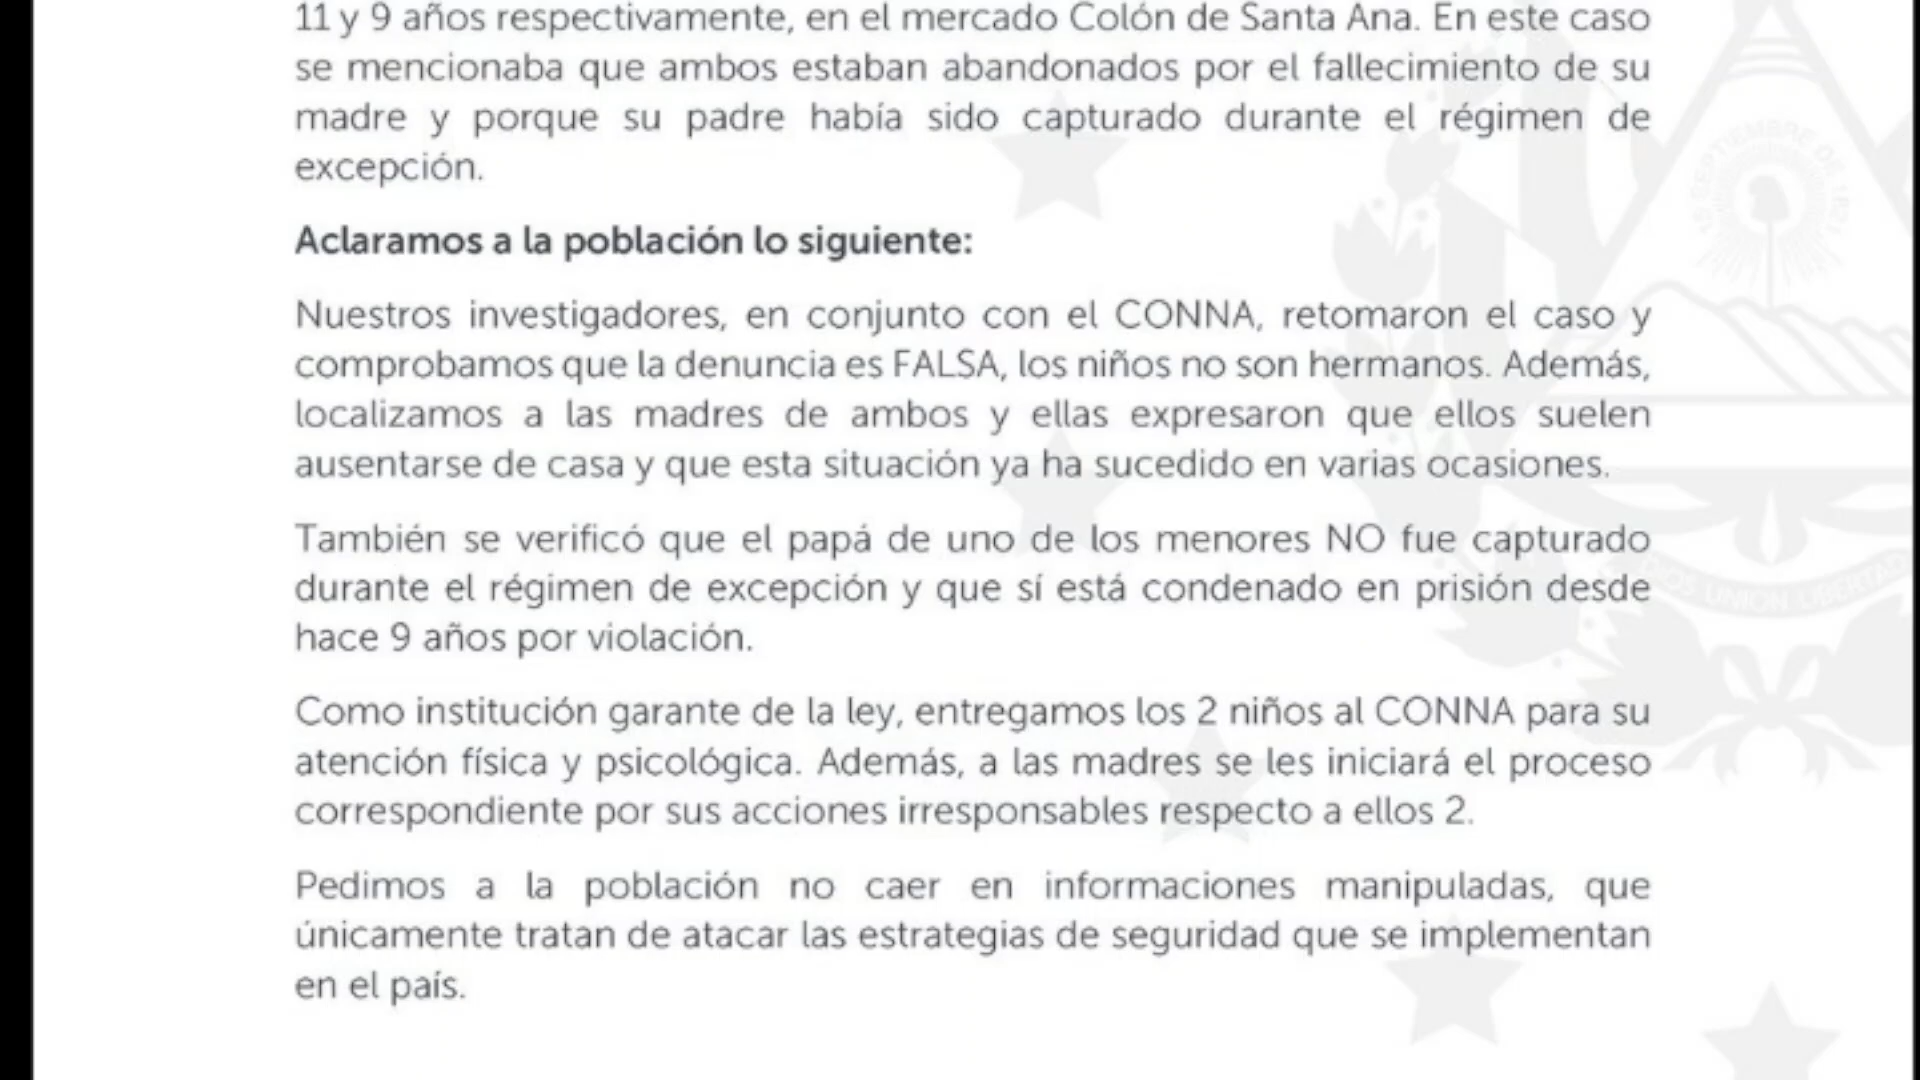 11 y 9 años respectivamente, en el mercado Colón de Santa Ana. En este caso
se mencionaba que ambos estaban abandonados por el fallecimiento de su
madre y porque su padre había sido capturado durante el régimen de
excepción.
Aclaramos a la población lo siguiente:
Nuestros investigadores, en conjunto con el CONNA, retomaron el caso y
comprobamos que la denuncia es FALSA, los niños no son hermanos. Además,
localizamos a las madres de ambos y ellas expresaron que ellos suelen
ausentarse de casa y que esta situación ya ha sucedido en varias ocasiones.
También se verificó que el papá de uno de los menores NO fue capturado
durante el régimen de excepción y que sí está condenado en prisión desde
hace 9 años por violación.
Como institución garante de la ley, entregamos los 2 niños al CONNA para su
atención física y psicológica. Además, a las madres se les iniciará el proceso
correspondiente por sus acciones irresponsables respecto a ellos 2.
Pedimos a la población no caer en informaciones manipuladas, que
únicamente tratan de atacar las estrategias de seguridad que se implementan
en el país.
15 SEPTIEMBRE DE 1821
DIOS UNION LIBERTAD